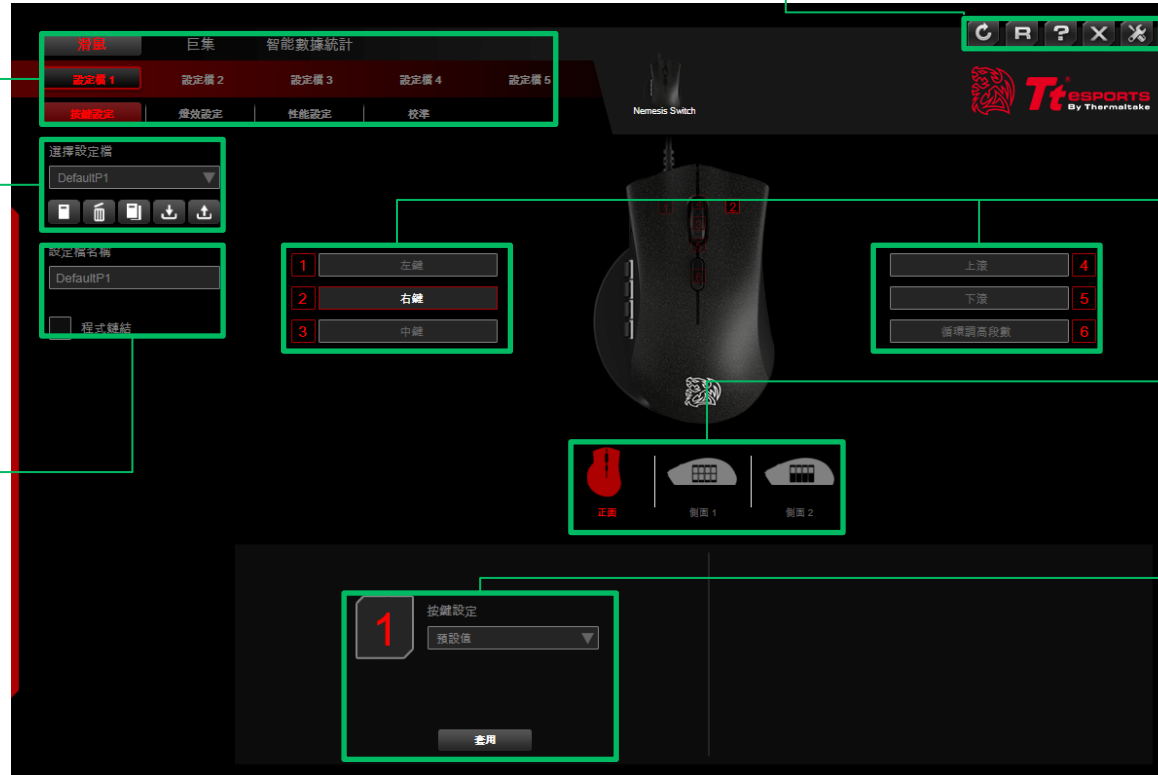 R ? X
滑鼠 巨集 智能數據統計
設定檔 1 設定檔 2 設定檔 3 設定檔 4 設定檔 5
按鍵設定 燈效設定 性能設定 校準
Nemesis Switch
Tt eSPORTS
By Thermaltake
選擇設定檔
DefaultP1
設定檔名稱
DefaultP1
程式鏈結
1 2
1 左鍵
2 右鍵
3 中鍵
上滾 4
下滾 5
循環調高段數 6
正面 側面 1 側面 2
1 按鍵設定
預設值
套用